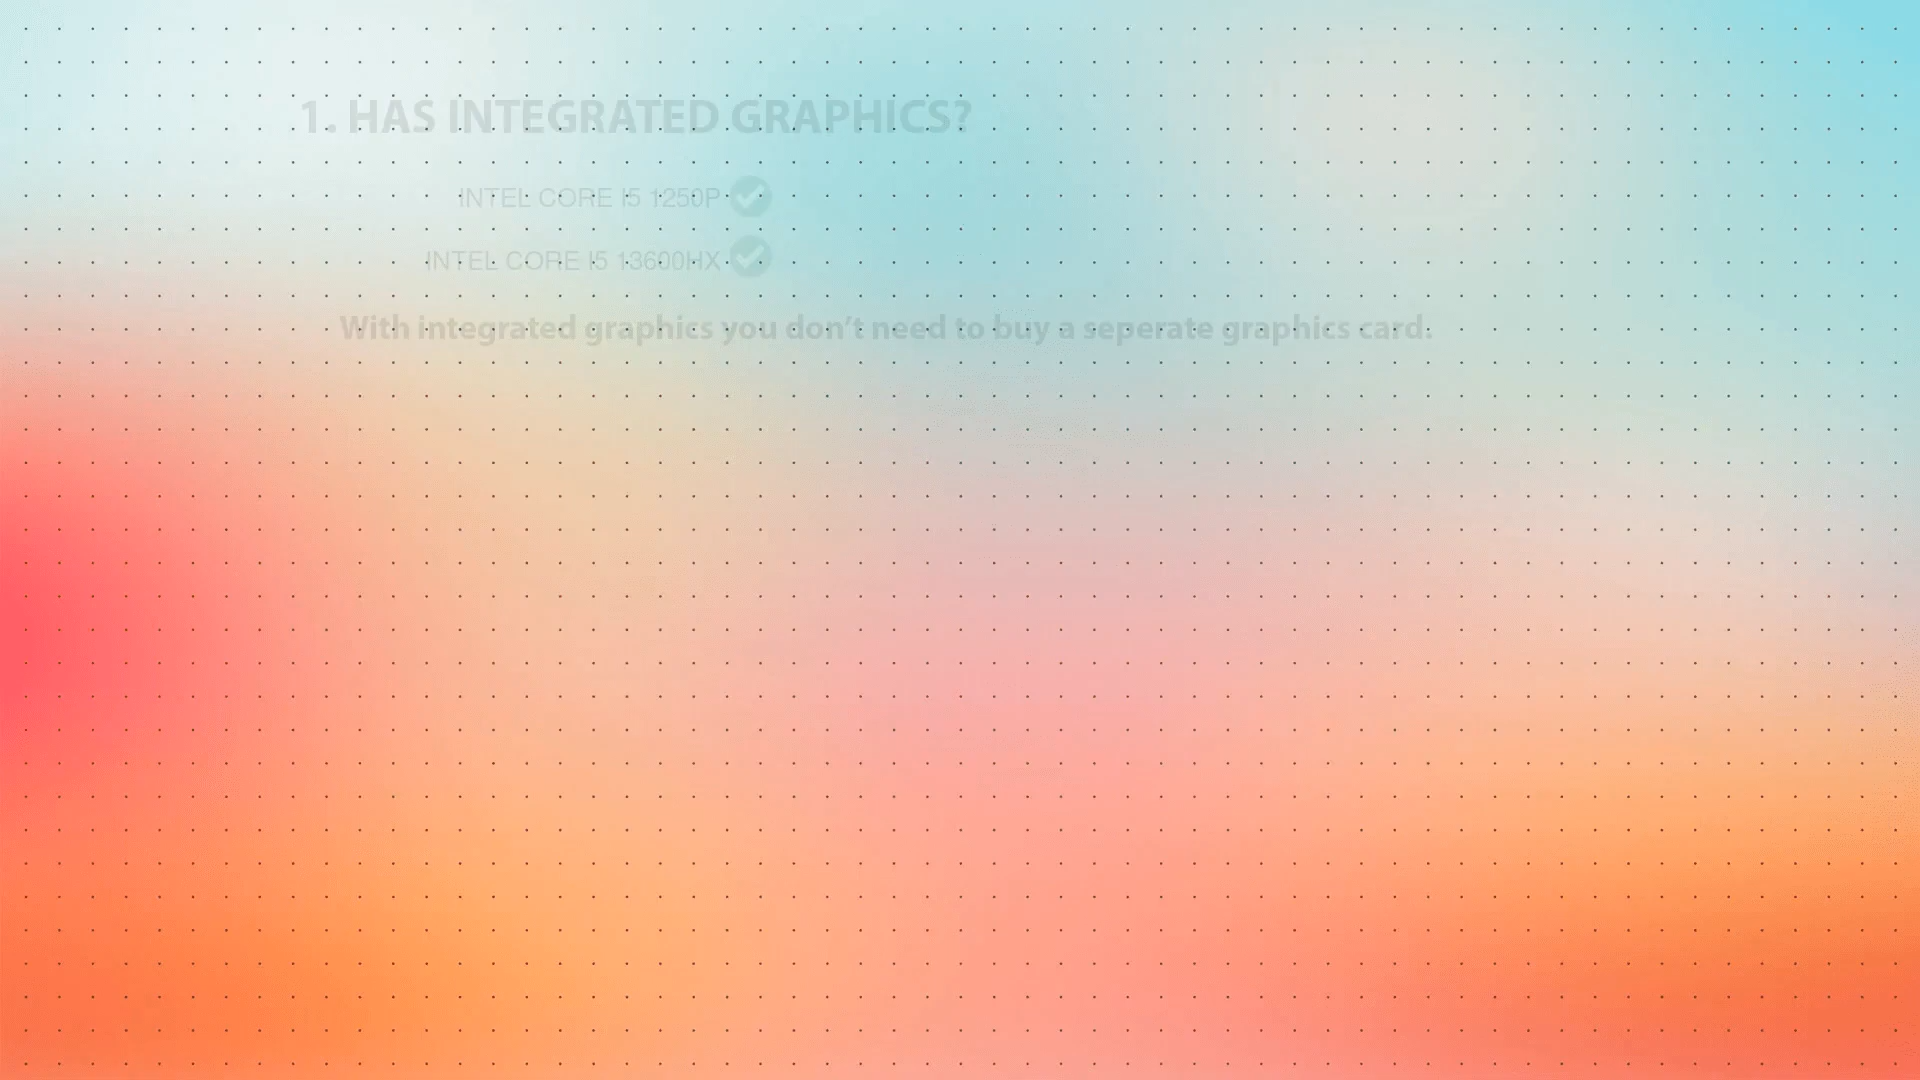 1. HAS INTEGRATED GRAPHICS?
INTEL CORE I5 1250P
INTEL CORE I5 13600HX
With integrated graphics you don’t need to buy a seperate graphics card.